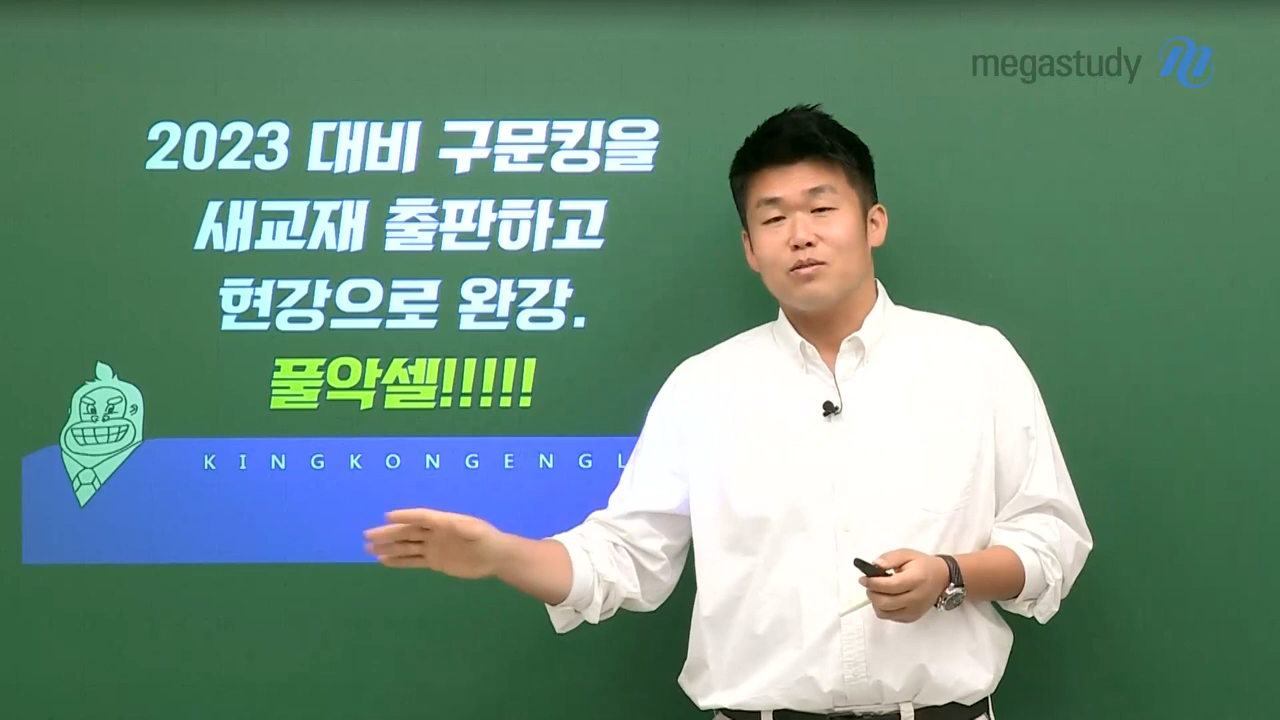 megastudy
2023 대비 구문킹을
새교재 출판하고
현강으로 완강.
풀악셀!!!!!
KINGKONGENGL